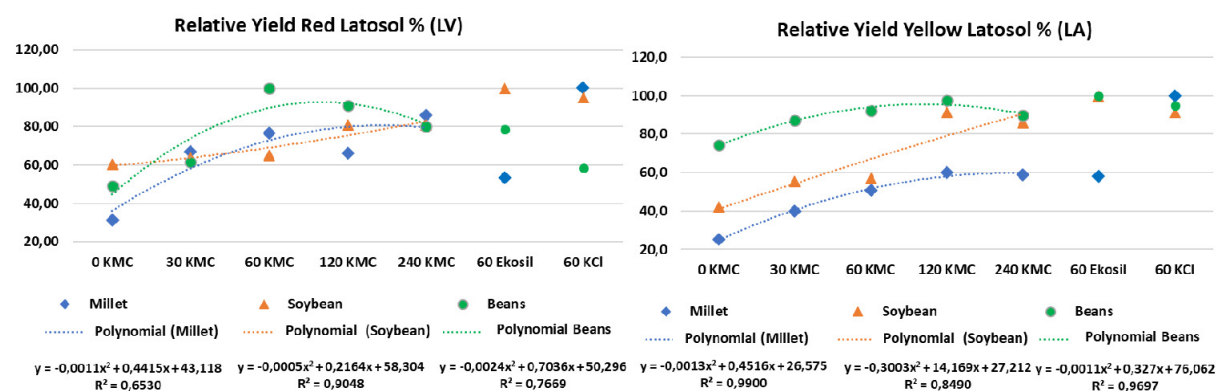 Relative Yield Red Latosol % (LV)
120,00
100,00
80,00
60,00
40,00
20,00
0 KMC 30 KMC 60 KMC 120 KMC 240 KMC 60 Ekosil 60 KCl
Millet Soybean Beans
Polynomial (Millet) Polynomial (Soybean) Polynomial Beans
y = -0,0011x² + 0,4415x + 43,118 y = -0,0005x² + 0,2164x + 58,304 y = -0,0024x² + 0,7036x + 50,296
R² = 0,6530 R² = 0,9048 R² = 0,7669
Relative Yield Yellow Latosol % (LA)
120,0
100,0
80,0
60,0
40,0
20,0
0 KMC 30 KMC 60 KMC 120 KMC 240 KMC 60 Ekosil 60 KCl
Millet Soybean Beans
Polynomial (Millet) Polynomial (Soybean) Polynomial Beans
y = -0,0013x² + 0,4516x + 26,575 y = -0,3003x² + 14,169x + 27,212 y = -0,0011x² + 0,327x + 76,062
R² = 0,9900 R² = 0,8490 R² = 0,9697